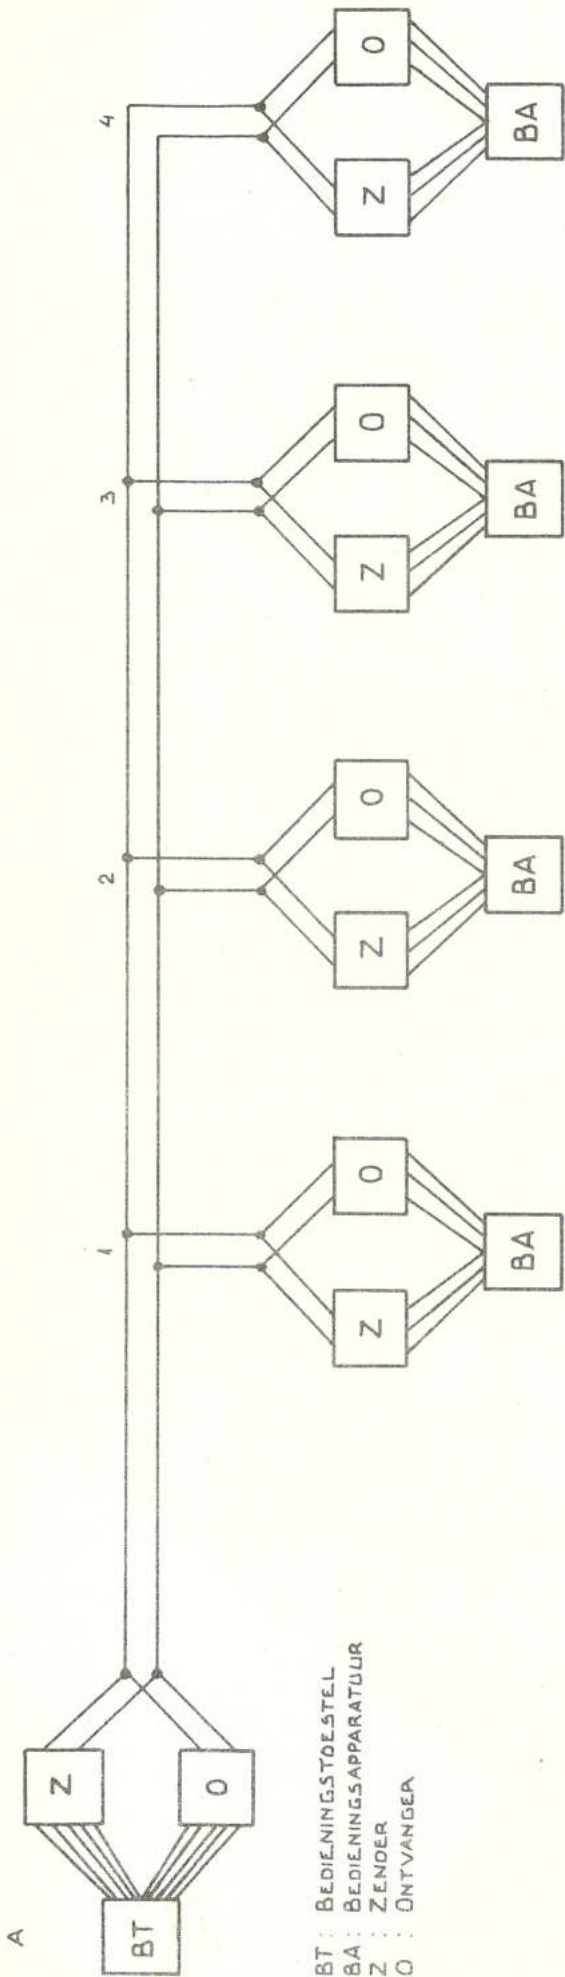 A
1
2
3
4
BT
Z
O
Z
O
BA
Z
O
BA
Z
O
BA
Z
O
BA
BT : BEDIENINGSTOESTEL
BA : BEDIENINGSAPPARATUUR
Z : ZENDER
O : ONTVANGER